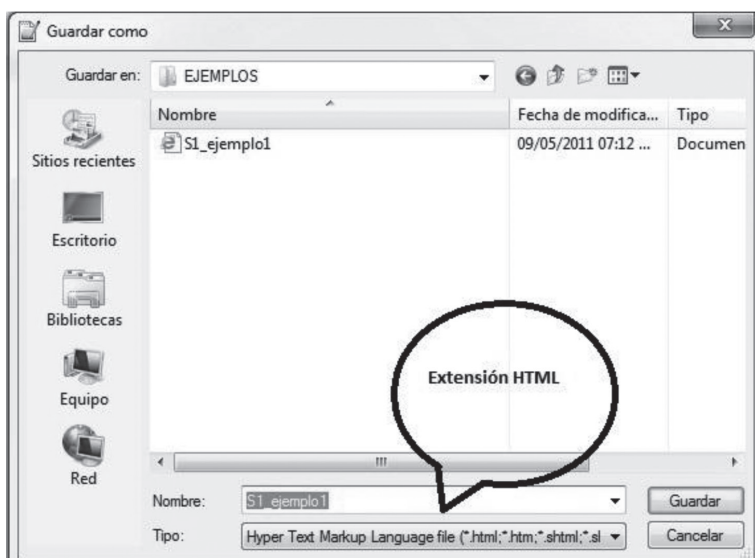 Guardar como
Guardar en: EJEMPLOS
Nombre Fecha de modifica... Tipo
S1_ejemplo1 09/05/2011 07:12 ... Documen
Sitios recientes
Escritorio
Bibliotecas
Equipo
Red
Extensión HTML
Nombre: S1_ejemplo1 Guardar
Tipo: Hyper Text Markup Language file (*.html;*.htm;*.shtml;*.sl Cancelar